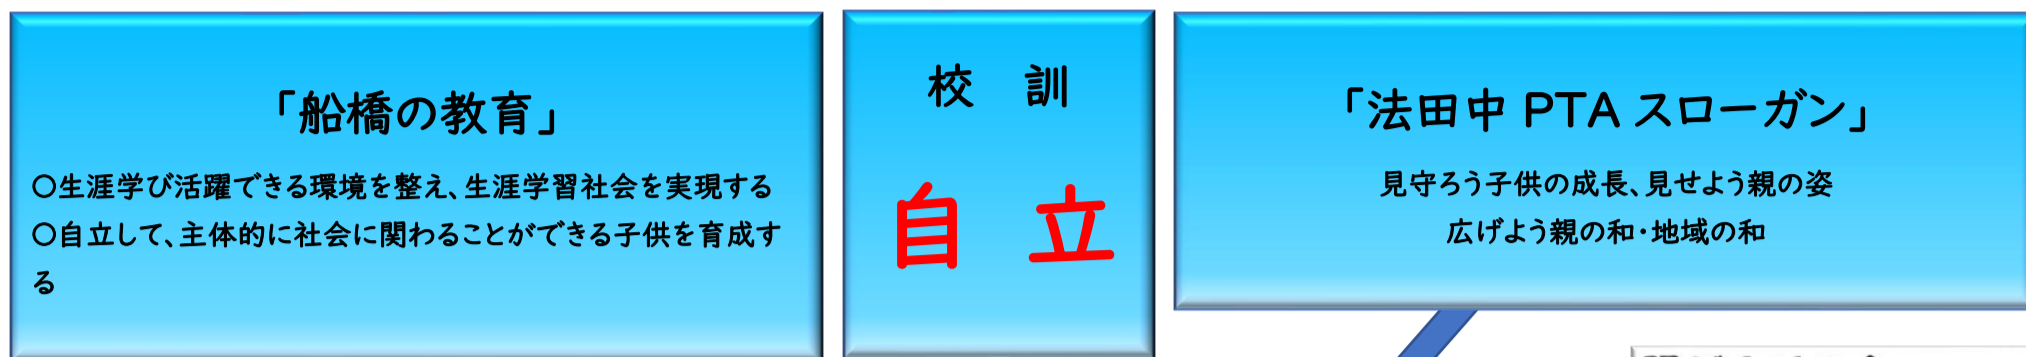 「船橋の教育」
〇生涯学び活躍できる環境を整え、生涯学習社会を実現する
〇自立して、主体的に社会に関わることができる子供を育成す
る
校　訓
自　立
「法田中 PTA スローガン」
見守ろう子供の成長、見せよう親の姿
広げよう親の和・地域の和